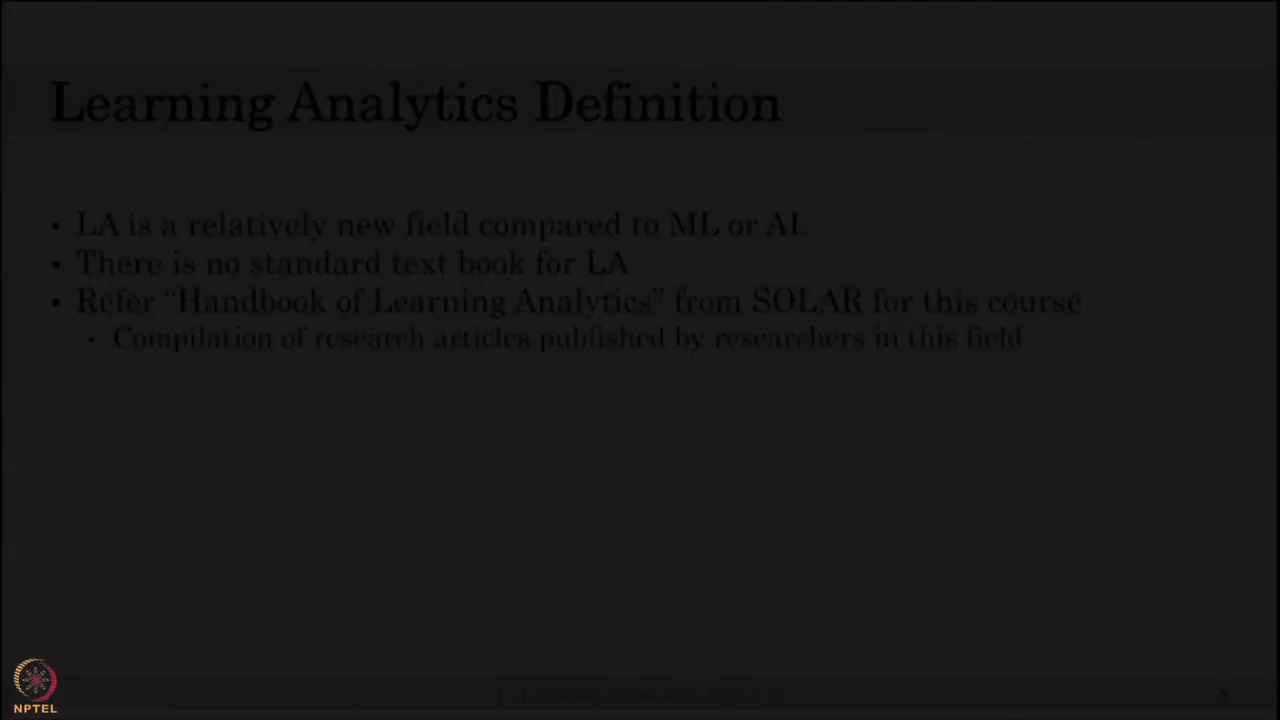 Learning Analytics Definition
• LA is a relatively new field compared to ML or AI.
• There is no standard text book for LA
• Refer “Handbook of Learning Analytics” from SOLAR for this course
• Compilation of research articles published by researchers in this field
NPTEL